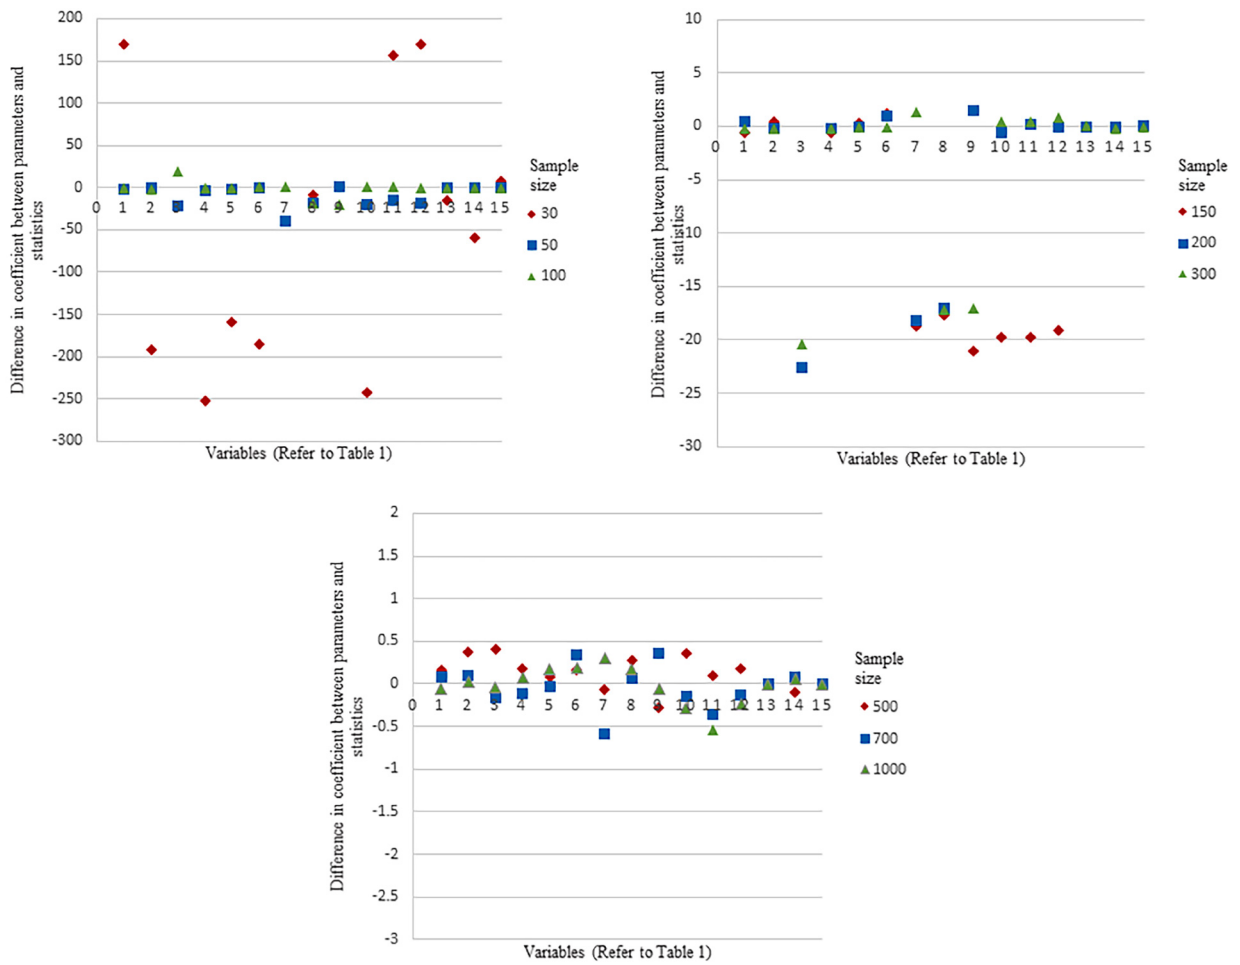 200
150
100
50
0
-50
-100
-150
-200
-250
-300
0 1 2 3 4 5 6 7 8 9 10 11 12 13 14 15
Difference in coefficient between parameters and
statistics
Variables (Refer to Table 1)
Sample
size
30
50
100
10
5
0
-5
-10
-15
-20
-25
-30
0 1 2 3 4 5 6 7 8 9 10 11 12 13 14 15
Difference in coefficient between parameters and
statistics
Variables (Refer to Table 1)
Sample
size
150
200
300
2
1.5
1
0.5
0
-0.5
-1
-1.5
-2
-2.5
-3
0 1 2 3 4 5 6 7 8 9 10 11 12 13 14 15
Difference in coefficient between parameters and
statistics
Variables (Refer to Table 1)
Sample
size
500
700
1000